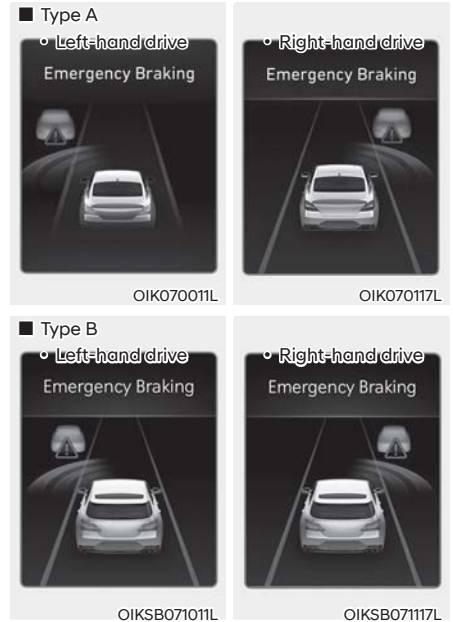 ■ Type A
• Left-hand drive
Emergency Braking
OIK070011L
• Right-hand drive
Emergency Braking
OIK070117L
■ Type B
• Left-hand drive
Emergency Braking
OIKSB071011L
• Right-hand drive
Emergency Braking
OIKSB071117L